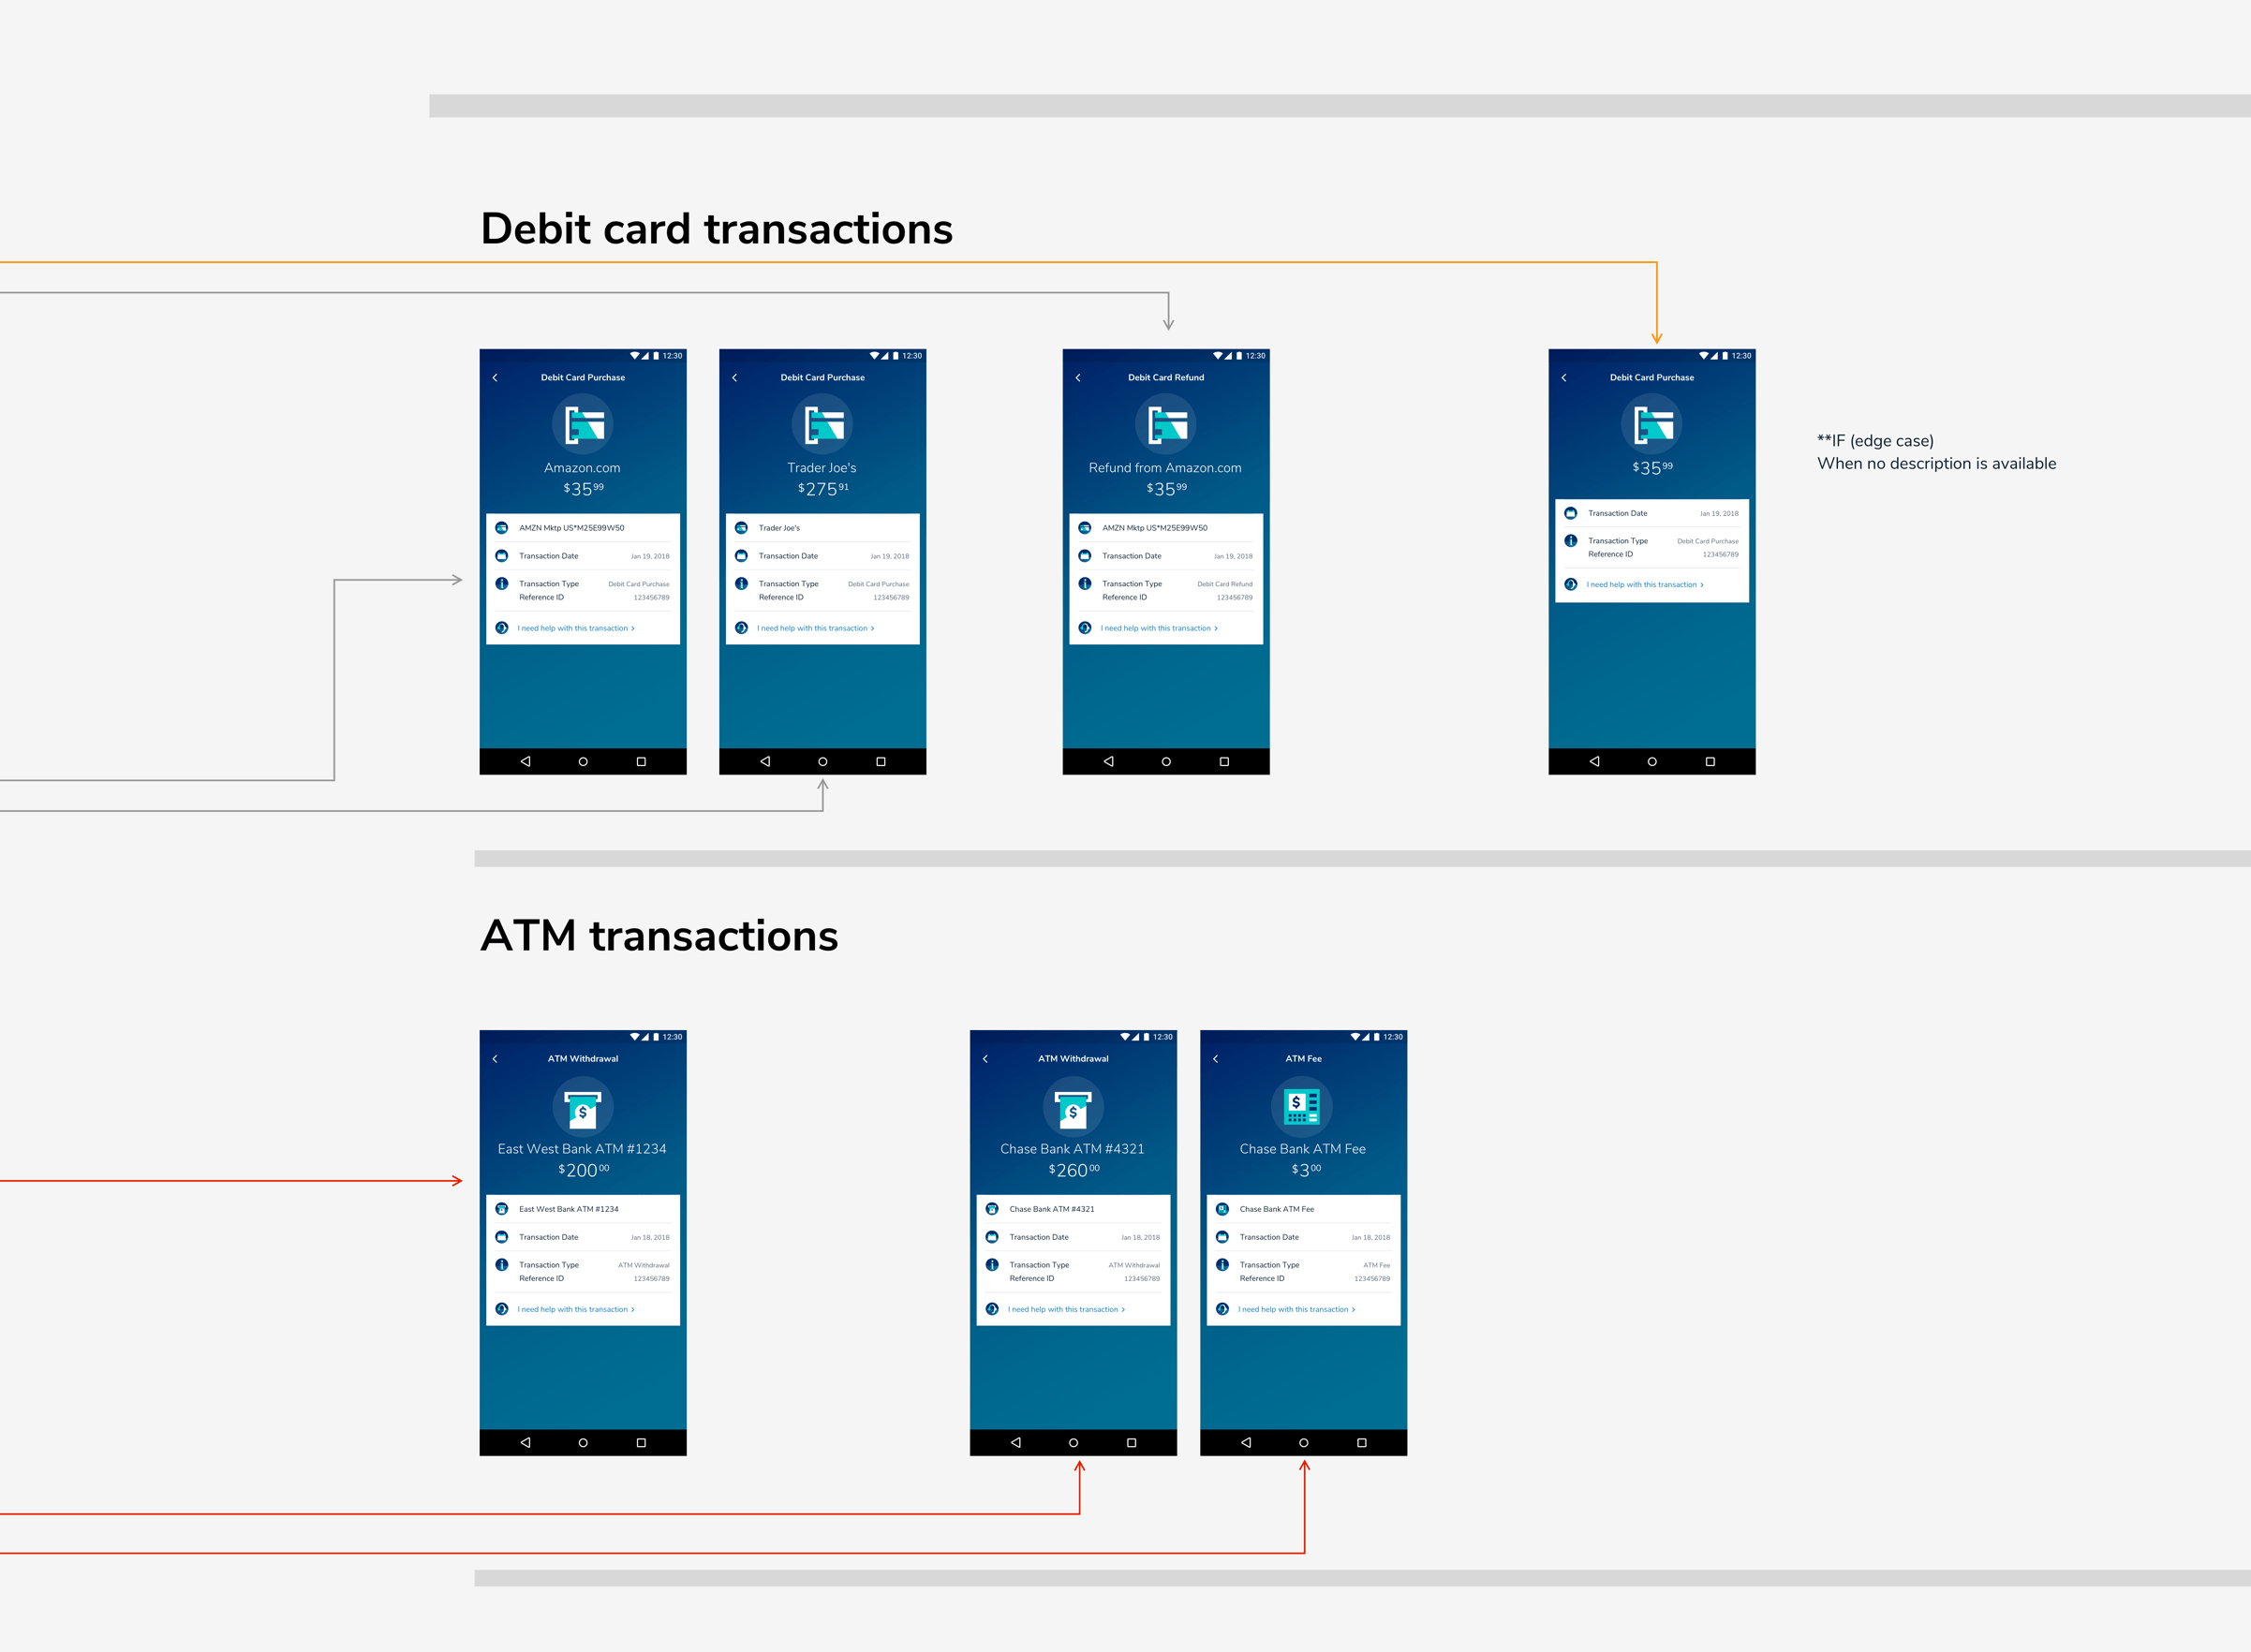 Debit card transactions
12:30
Debit Card Purchase
Amazon.com
$35 99
AMZN Mktp US*M25E99W50
Transaction Date Jan 19, 2018
Transaction Type Debit Card Purchase
Reference ID 123456789
I need help with this transaction >
12:30
Debit Card Purchase
Trader Joe's
$275 91
Trader Joe's
Transaction Date Jan 19, 2018
Transaction Type Debit Card Purchase
Reference ID 123456789
I need help with this transaction >
12:30
Debit Card Refund
Refund from Amazon.com
$35 99
AMZN Mktp US*M25E99W50
Transaction Date Jan 19, 2018
Transaction Type Debit Card Refund
Reference ID 123456789
I need help with this transaction >
12:30
Debit Card Purchase
$35 99
Transaction Date Jan 19, 2018
Transaction Type Debit Card Purchase
Reference ID 123456789
I need help with this transaction >
**IF (edge case)
When no description is available
ATM transactions
12:30
ATM Withdrawal
East West Bank ATM #1234
$200 00
East West Bank ATM #1234
Transaction Date Jan 18, 2018
Transaction Type ATM Withdrawal
Reference ID 123456789
I need help with this transaction >
12:30
ATM Withdrawal
Chase Bank ATM #4321
$260 00
Chase Bank ATM #4321
Transaction Date Jan 18, 2018
Transaction Type ATM Withdrawal
Reference ID 123456789
I need help with this transaction >
12:30
ATM Fee
Chase Bank ATM Fee
$3 00
Chase Bank ATM Fee
Transaction Date Jan 18, 2018
Transaction Type ATM Fee
Reference ID 123456789
I need help with this transaction >